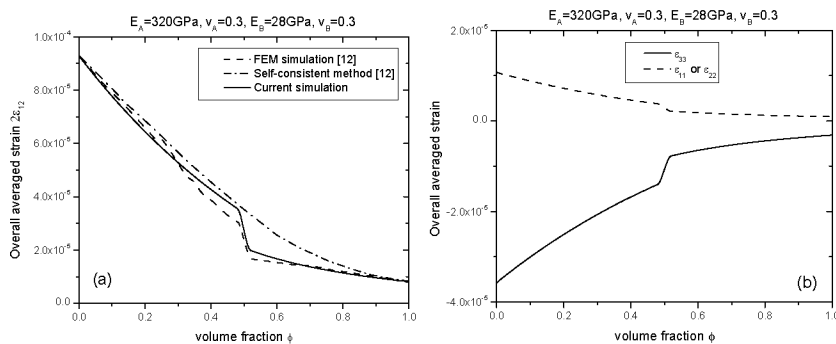 E_A=320GPa, ν_A=0.3, E_B=28GPa, ν_B=0.3
1.0x10⁻⁴
8.0x10⁻⁵
6.0x10⁻⁵
4.0x10⁻⁵
2.0x10⁻⁵
0.0
Overall averaged strain 2ε₁₂
FEM simulation [12]
Self-consistent method [12]
Current simulation
(a)
0.0 0.2 0.4 0.6 0.8 1.0
volume fraction ϕ
E_A=320GPa, ν_A=0.3, E_B=28GPa, ν_B=0.3
2.0x10⁻⁵
0.0
-2.0x10⁻⁵
-4.0x10⁻⁵
Overall averaged strain
ε₃₃
ε₁₁ or ε₂₂
(b)
0.0 0.2 0.4 0.6 0.8 1.0
volume fraction ϕ